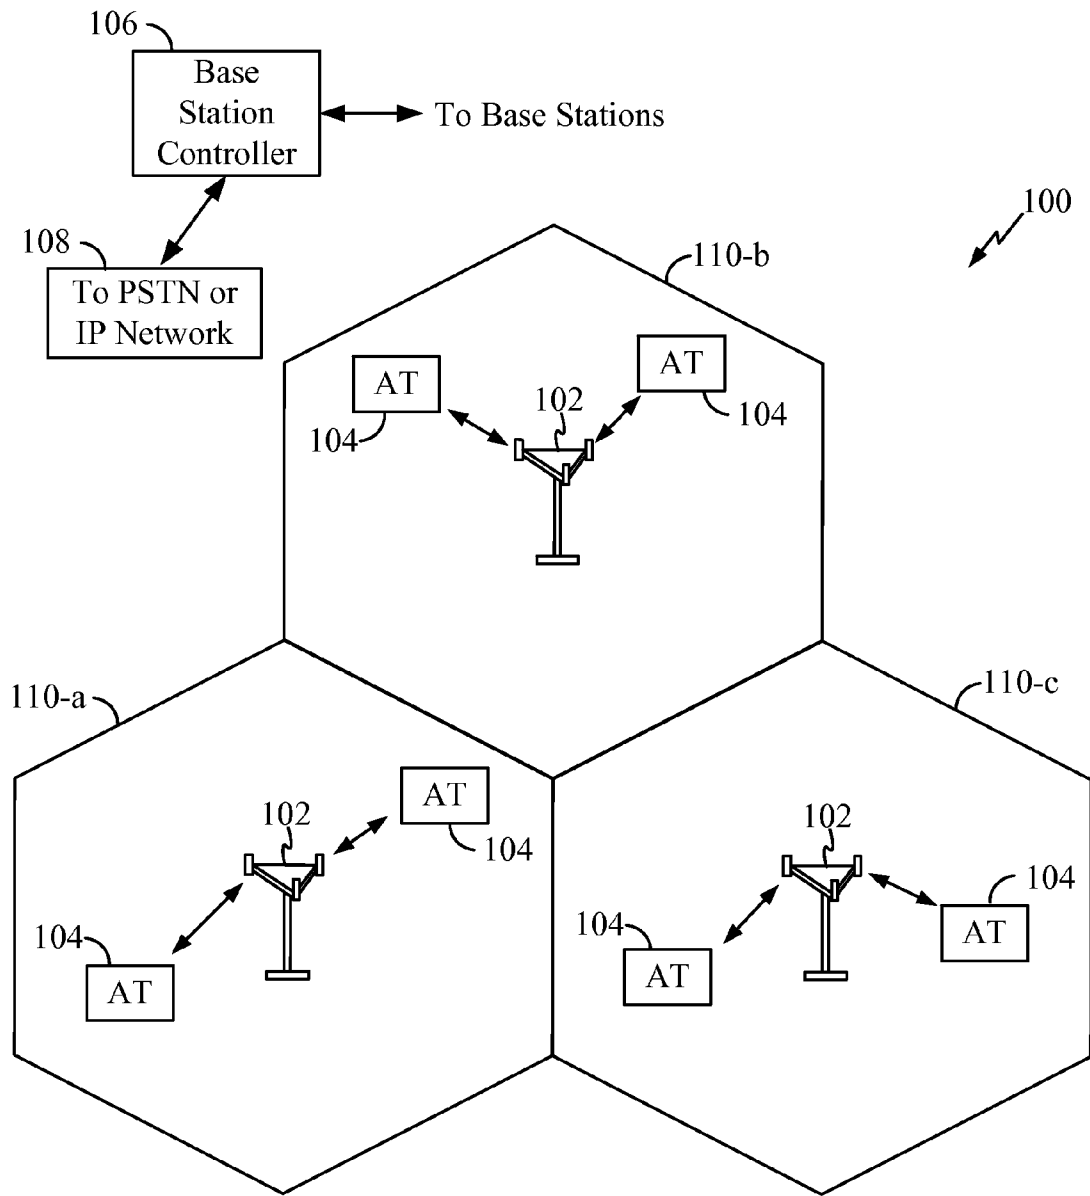 106
Base
Station
Controller
To Base Stations
108
To PSTN or
IP Network
100
110-b
AT
104
AT
104
102
110-a
110-c
AT
104
102
104
AT
102
104
AT
104
AT